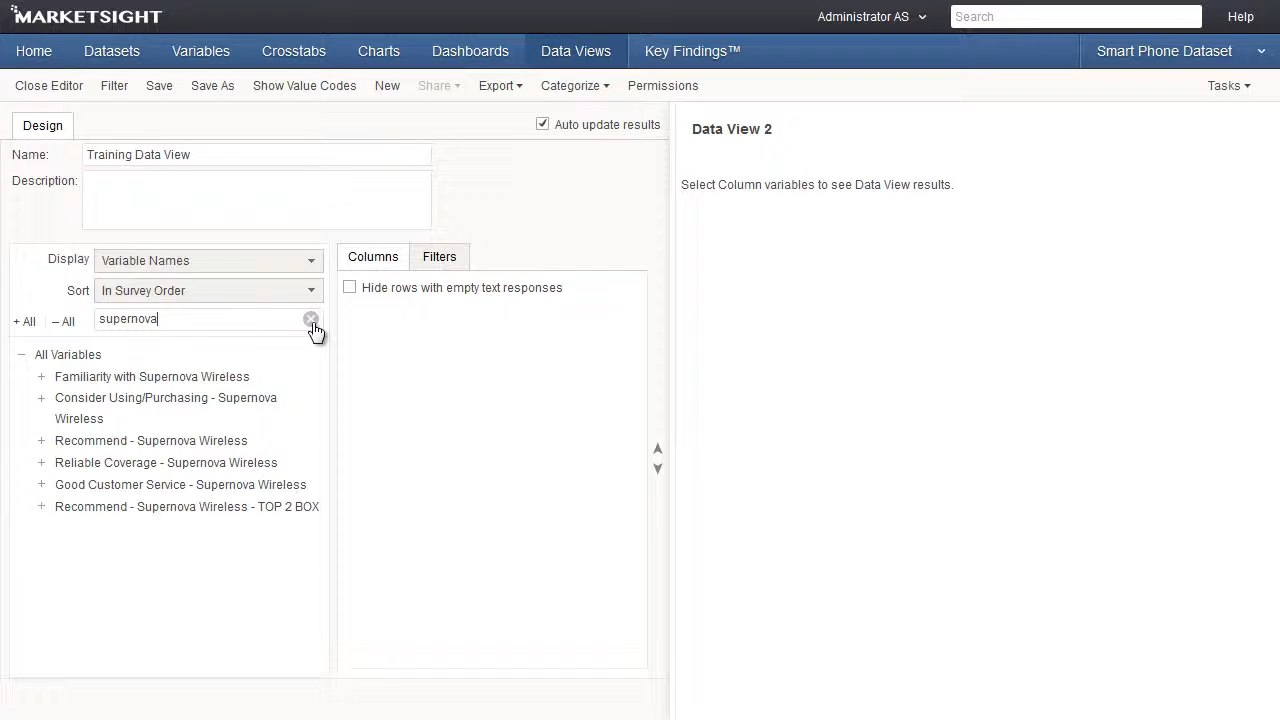 MARKETSIGHT
Administrator AS
Search
Help
Home Datasets Variables Crosstabs Charts Dashboards Data Views Key Findings™ Smart Phone Dataset
Close Editor Filter Save Save As Show Value Codes New Share Export Categorize Permissions Tasks
Design
Auto update results
Name: Training Data View
Description:
Display Variable Names
Sort In Survey Order
+ All – All supernova
– All Variables
+ Familiarity with Supernova Wireless
+ Consider Using/Purchasing - Supernova
Wireless
+ Recommend - Supernova Wireless
+ Reliable Coverage - Supernova Wireless
+ Good Customer Service - Supernova Wireless
+ Recommend - Supernova Wireless - TOP 2 BOX
Columns Filters
Hide rows with empty text responses
Data View 2
Select Column variables to see Data View results.